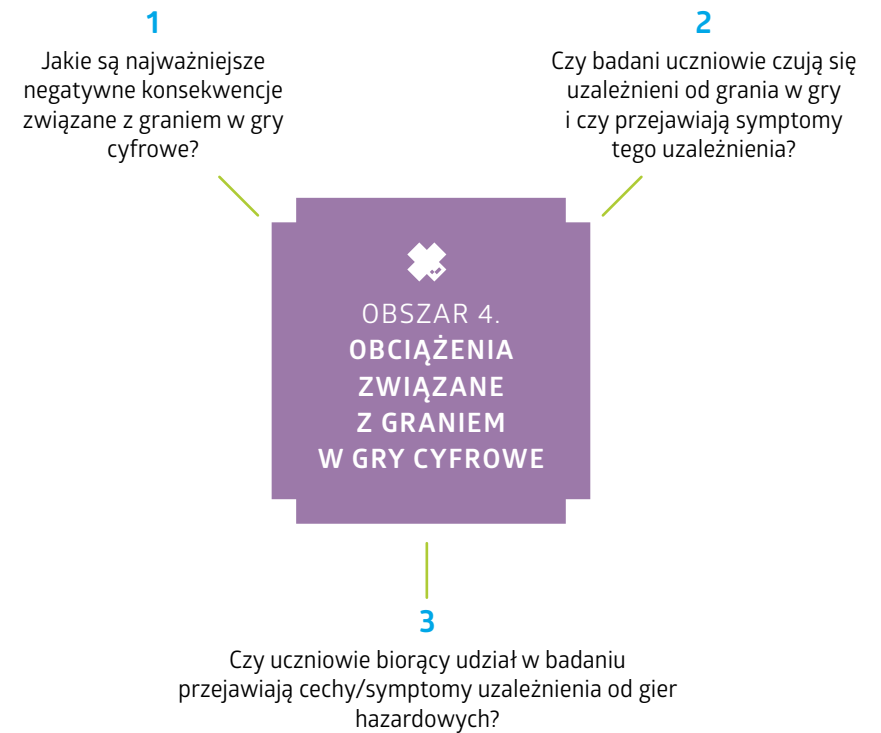 1
Jakie są najważniejsze
negatywne konsekwencje
związane z graniem w gry
cyfrowe?
2
Czy badani uczniowie czują się
uzależnieni od grania w gry
i czy przejawiają symptomy
tego uzależnienia?
OBSZAR 4.
OBCIĄŻENIA
ZWIĄZANE
Z GRANIEM
W GRY CYFROWE
3
Czy uczniowie biorący udział w badaniu
przejawiają cechy/symptomy uzależnienia od gier
hazardowych?